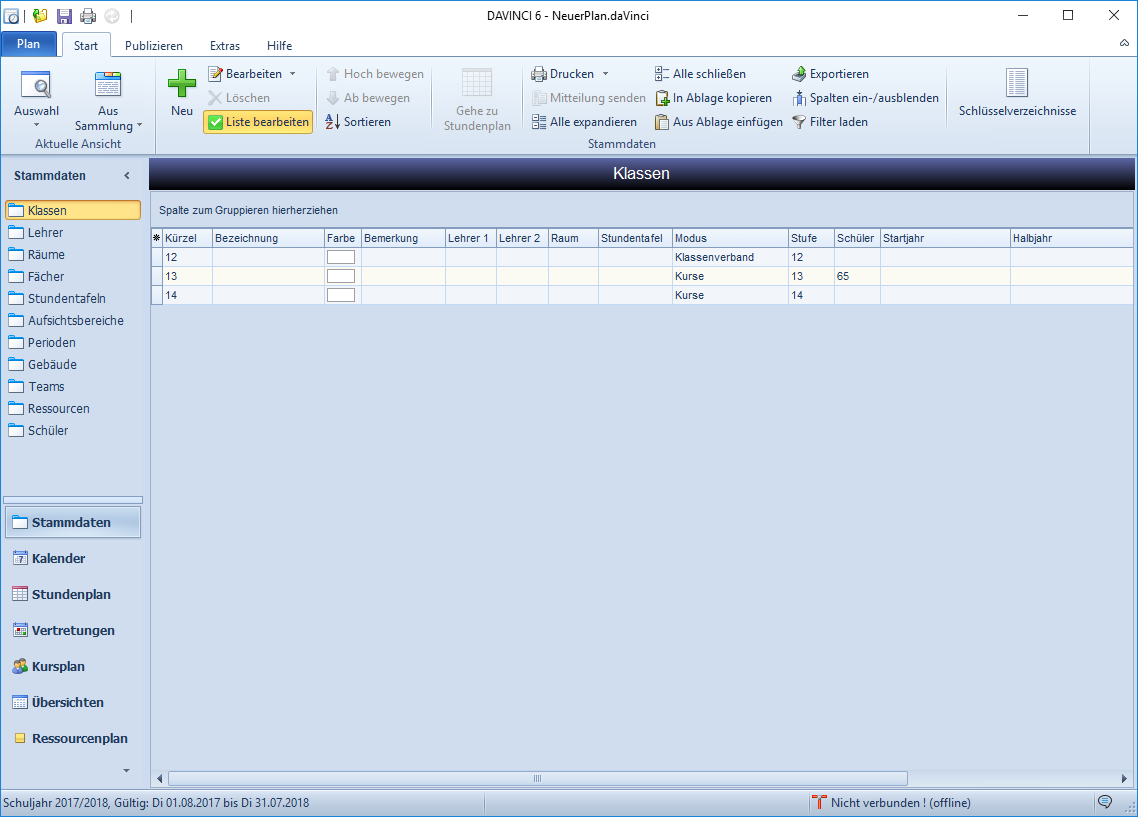 DAVINCI 6 - NeuerPlan.daVinci
Plan Start Publizieren Extras Hilfe
Auswahl
Aus Sammlung
Aktuelle Ansicht
Neu
Bearbeiten
Löschen
Liste bearbeiten
Hoch bewegen
Ab bewegen
Sortieren
Gehe zu
Stundenplan
Drucken
Mitteilung senden
Alle expandieren
Alle schließen
In Ablage kopieren
Aus Ablage einfügen
Exportieren
Spalten ein-/ausblenden
Filter laden
Stammdaten
Schlüsselverzeichnisse
Stammdaten
Klassen
Lehrer
Räume
Fächer
Stundentafeln
Aufsichtsbereiche
Perioden
Gebäude
Teams
Ressourcen
Schüler
Stammdaten
Kalender
Stundenplan
Vertretungen
Kursplan
Übersichten
Ressourcenplan
Klassen
Spalte zum Gruppieren hierherziehen
Kürzel Bezeichnung Farbe Bemerkung Lehrer 1 Lehrer 2 Raum Stundentafel Modus Stufe Schüler Startjahr Halbjahr
12 Klassenverband 12
13 Kurse 13 65
14 Kurse 14
Schuljahr 2017/2018, Gültig: Di 01.08.2017 bis Di 31.07.2018 Nicht verbunden ! (offline)